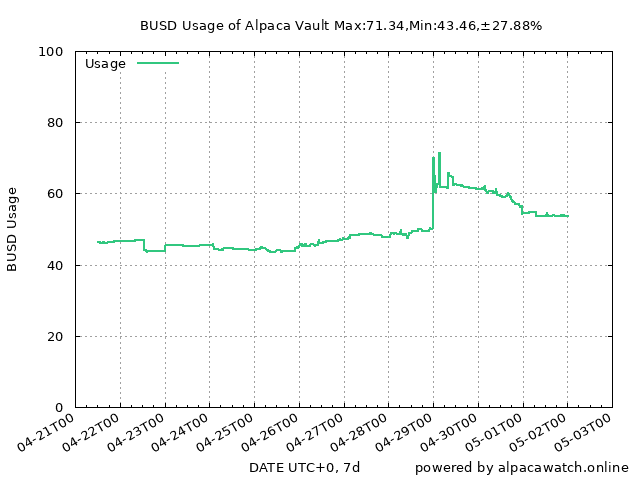 BUSD Usage of Alpaca Vault Max:71.34,Min:43.46,±27.88%
Usage
BUSD Usage
100
80
60
40
20
0
04-21T00
04-22T00
04-23T00
04-24T00
04-25T00
04-26T00
04-27T00
04-28T00
04-29T00
04-30T00
05-01T00
05-02T00
05-03T00
DATE UTC+0, 7d
powered by alpacawatch.online